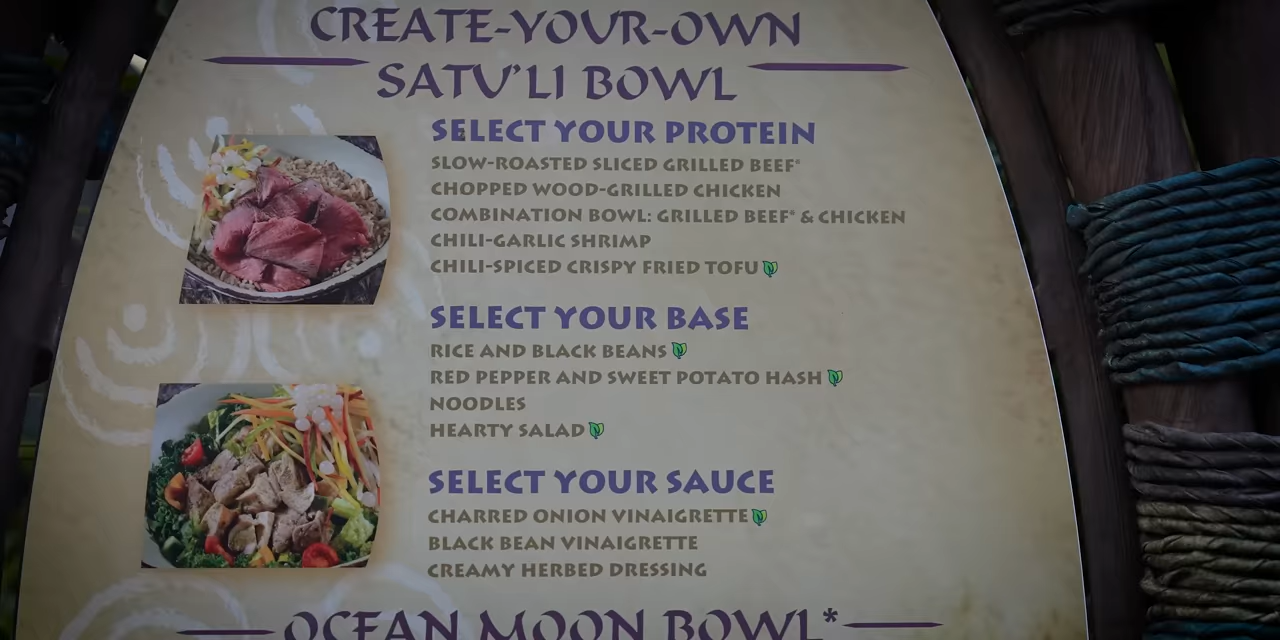 CREATE-YOUR-OWN
SATU'LI BOWL
SELECT YOUR PROTEIN
SLOW-ROASTED SLICED GRILLED BEEF*
CHOPPED WOOD-GRILLED CHICKEN
COMBINATION BOWL: GRILLED BEEF* & CHICKEN
CHILI-GARLIC SHRIMP
CHILI-SPICED CRISPY FRIED TOFU
SELECT YOUR BASE
RICE AND BLACK BEANS
RED PEPPER AND SWEET POTATO HASH
NOODLES
HEARTY SALAD
SELECT YOUR SAUCE
CHARRED ONION VINAIGRETTE
BLACK BEAN VINAIGRETTE
CREAMY HERBED DRESSING
OCEAN MOON BOWL*